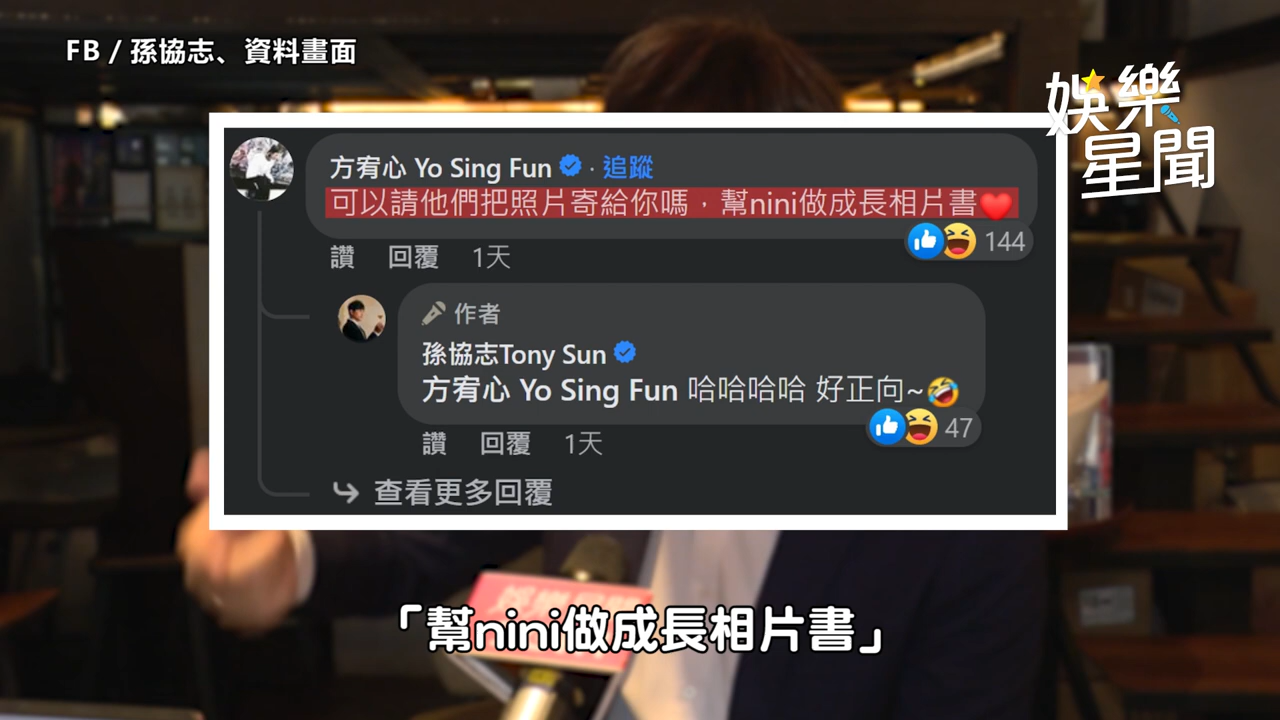 FB / 孫協志、資料畫面
娛樂
星聞
方宥心 Yo Sing Fun · 追蹤
可以請他們把照片寄給你嗎，幫nini做成長相片書❤️
144
讚 回覆 1天
作者
孫協志Tony Sun
方宥心 Yo Sing Fun 哈哈哈哈 好正向~🤣
47
讚 回覆 1天
查看更多回覆
「幫nini做成長相片書」